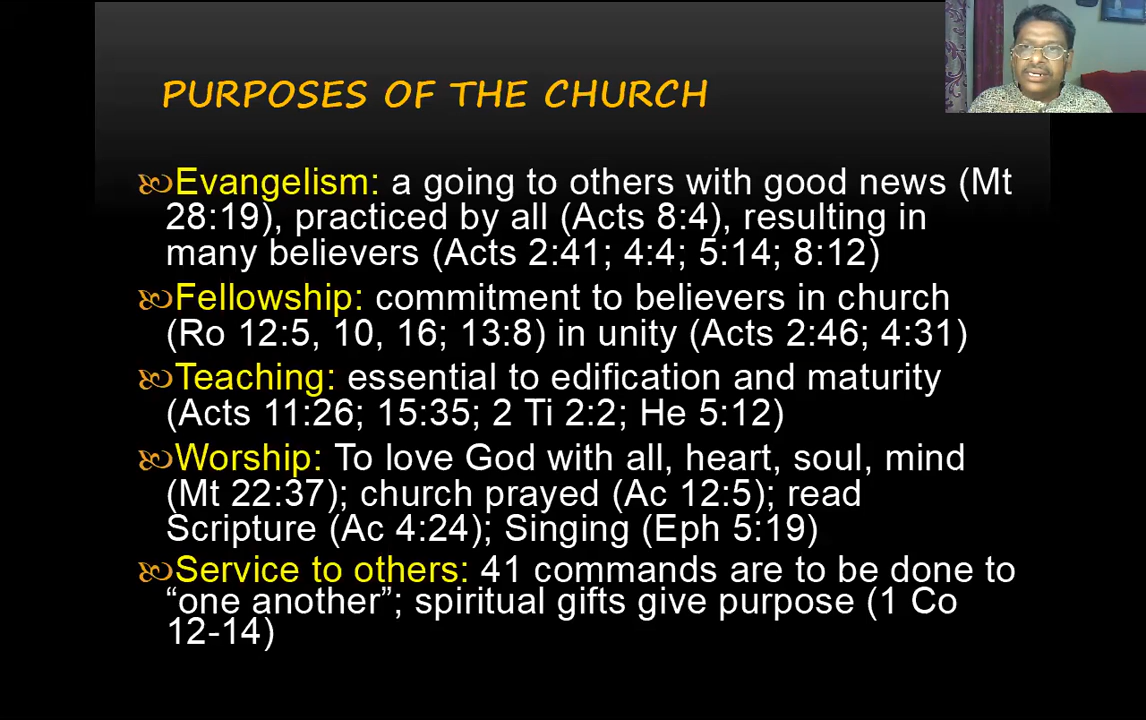 PURPOSES OF THE CHURCH
Evangelism: a going to others with good news (Mt
28:19), practiced by all (Acts 8:4), resulting in
many believers (Acts 2:41; 4:4; 5:14; 8:12)
Fellowship: commitment to believers in church
(Ro 12:5, 10, 16; 13:8) in unity (Acts 2:46; 4:31)
Teaching: essential to edification and maturity
(Acts 11:26; 15:35; 2 Ti 2:2; He 5:12)
Worship: To love God with all, heart, soul, mind
(Mt 22:37); church prayed (Ac 12:5); read
Scripture (Ac 4:24); Singing (Eph 5:19)
Service to others: 41 commands are to be done to
“one another”; spiritual gifts give purpose (1 Co
12-14)